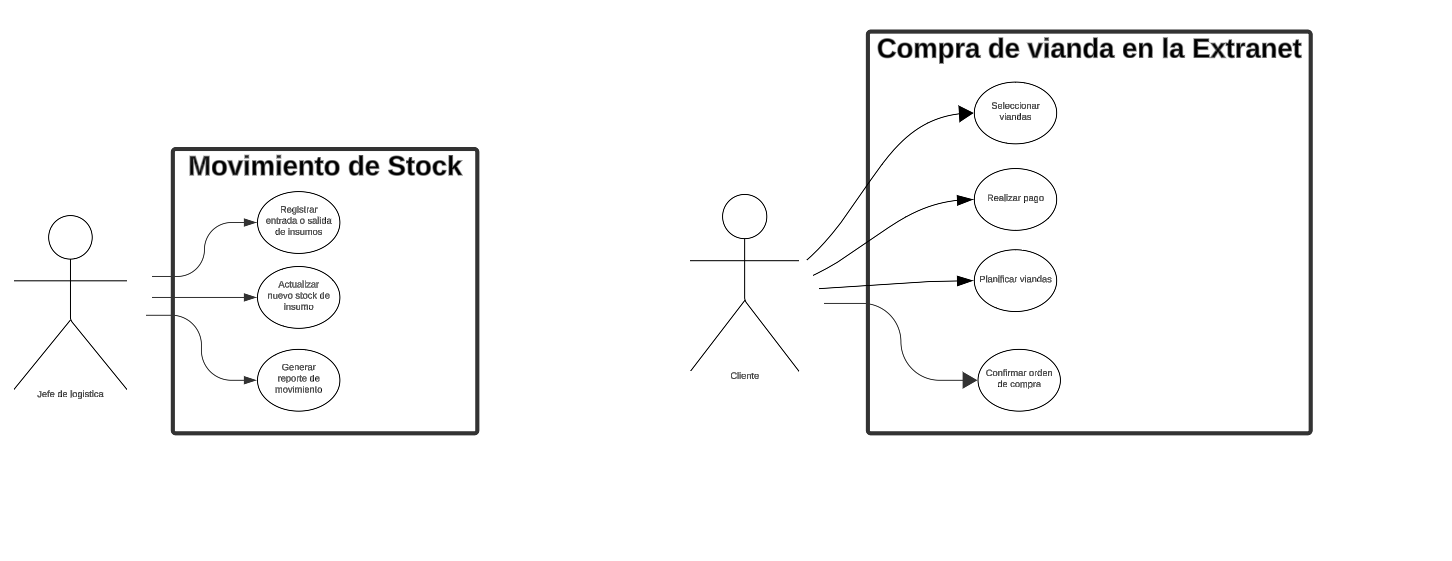 Movimiento de Stock
Registrar
entrada o salida
de insumos
Actualizar
nuevo stock de
insumo
Generar
reporte de
movimiento
Jefe de logistica
Compra de vianda en la Extranet
Seleccionar
viandas
Realizar pago
Planificar viandas
Confirmar orden
de compra
Cliente